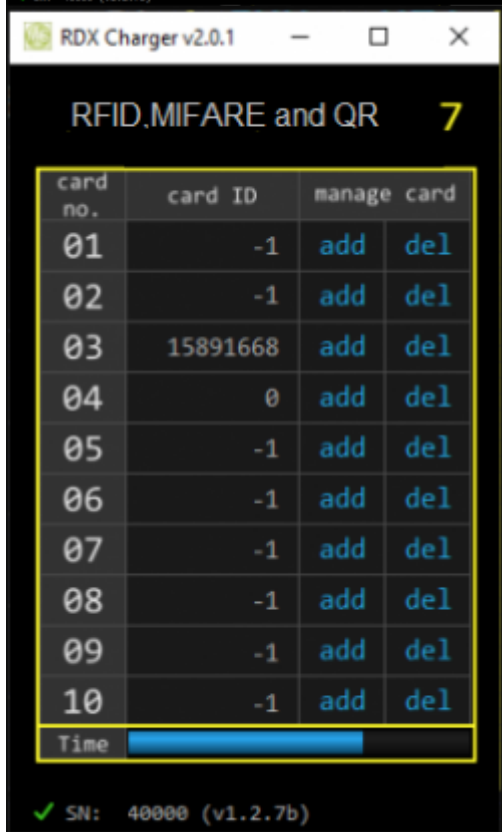 RDX Charger v2.0.1
RFID,MIFARE and QR 7
card no. card ID manage card
01 -1 add del
02 -1 add del
03 15891668 add del
04 0 add del
05 -1 add del
06 -1 add del
07 -1 add del
08 -1 add del
09 -1 add del
10 -1 add del
Time
SN: 40000 (v1.2.7b)